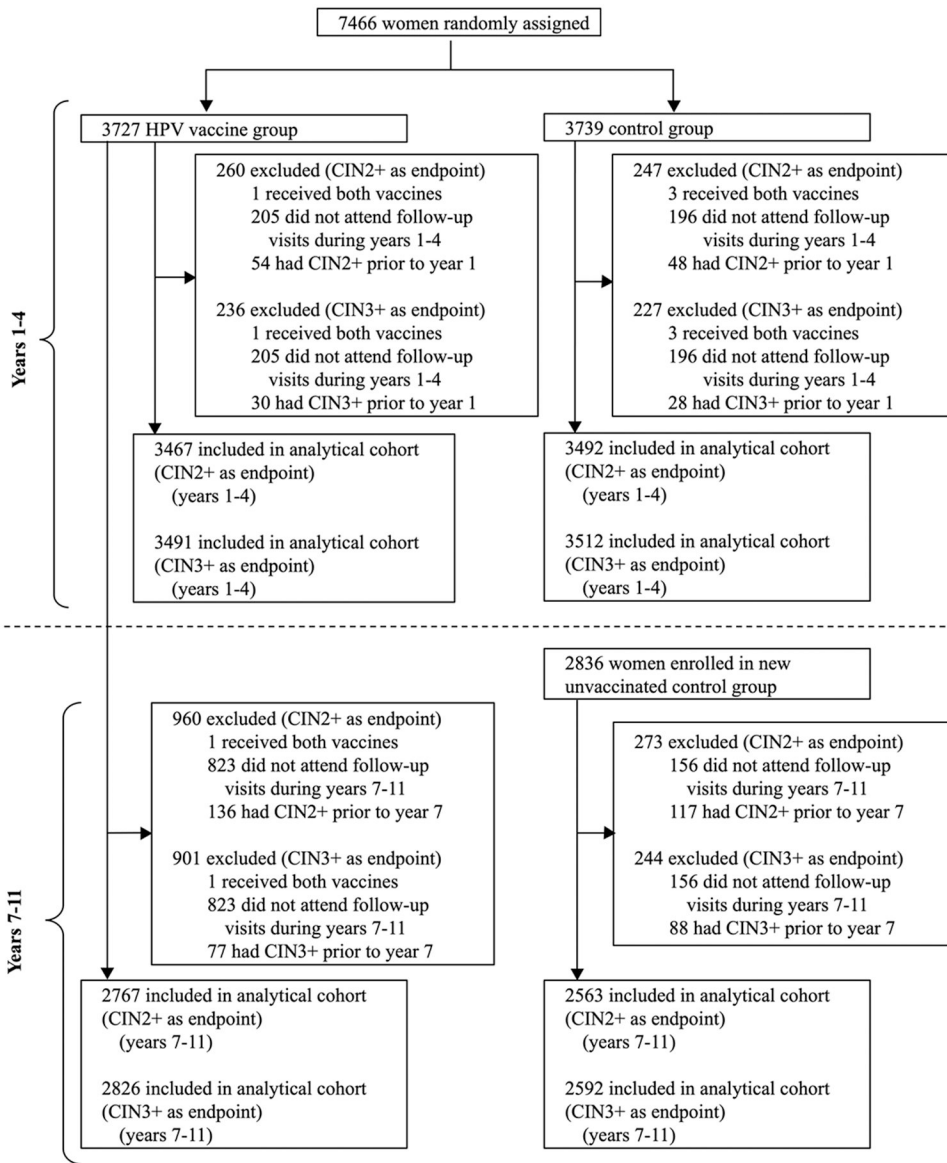 7466 women randomly assigned
Years 1-4
3727 HPV vaccine group
3739 control group
260 excluded (CIN2+ as endpoint)
1 received both vaccines
205 did not attend follow-up
visits during years 1-4
54 had CIN2+ prior to year 1
236 excluded (CIN3+ as endpoint)
1 received both vaccines
205 did not attend follow-up
visits during years 1-4
30 had CIN3+ prior to year 1
247 excluded (CIN2+ as endpoint)
3 received both vaccines
196 did not attend follow-up
visits during years 1-4
48 had CIN2+ prior to year 1
227 excluded (CIN3+ as endpoint)
3 received both vaccines
196 did not attend follow-up
visits during years 1-4
28 had CIN3+ prior to year 1
3467 included in analytical cohort
(CIN2+ as endpoint)
(years 1-4)
3491 included in analytical cohort
(CIN3+ as endpoint)
(years 1-4)
3492 included in analytical cohort
(CIN2+ as endpoint)
(years 1-4)
3512 included in analytical cohort
(CIN3+ as endpoint)
(years 1-4)
Years 7-11
2836 women enrolled in new
unvaccinated control group
960 excluded (CIN2+ as endpoint)
1 received both vaccines
823 did not attend follow-up
visits during years 7-11
136 had CIN2+ prior to year 7
901 excluded (CIN3+ as endpoint)
1 received both vaccines
823 did not attend follow-up
visits during years 7-11
77 had CIN3+ prior to year 7
273 excluded (CIN2+ as endpoint)
156 did not attend follow-up
visits during years 7-11
117 had CIN2+ prior to year 7
244 excluded (CIN3+ as endpoint)
156 did not attend follow-up
visits during years 7-11
88 had CIN3+ prior to year 7
2767 included in analytical cohort
(CIN2+ as endpoint)
(years 7-11)
2826 included in analytical cohort
(CIN3+ as endpoint)
(years 7-11)
2563 included in analytical cohort
(CIN2+ as endpoint)
(years 7-11)
2592 included in analytical cohort
(CIN3+ as endpoint)
(years 7-11)